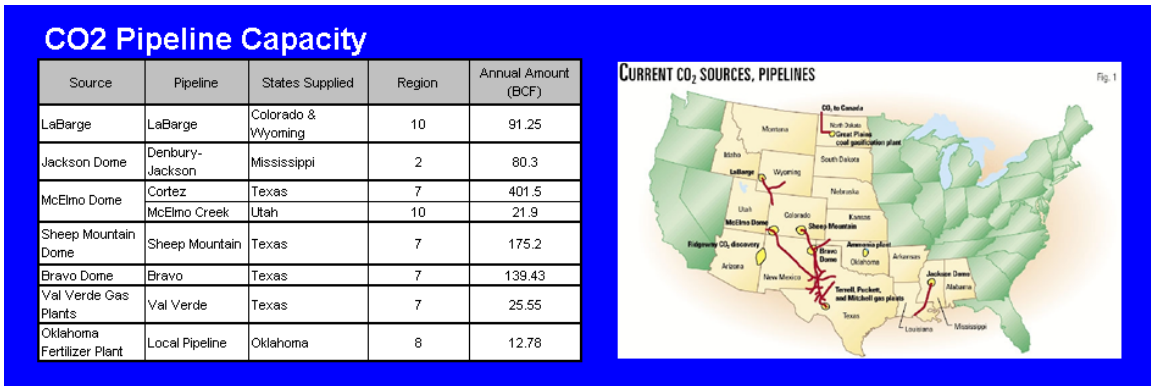 CO2 Pipeline Capacity
Source Pipeline States Supplied Region Annual Amount (BCF)
LaBarge LaBarge Colorado & Wyoming 10 91.25
Jackson Dome Denbury-Jackson Mississippi 2 80.3
McElmo Dome Cortez Texas 7 401.5
McElmo Creek Utah 10 21.9
Sheep Mountain Dome Sheep Mountain Texas 7 175.2
Bravo Dome Bravo Texas 7 139.43
Val Verde Gas Plants Val Verde Texas 7 25.55
Oklahoma Fertilizer Plant Local Pipeline Oklahoma 8 12.78
CURRENT CO₂ SOURCES, PIPELINES
Fig. 1
CO₂ to Canada
Montana
North Dakota
Great Plains
coal gasification plant
Idaho
South Dakota
LaBarge
Wyoming
Nebraska
Utah
Colorado
Kansas
McElmo Dome
Sheep Mountain
Ridgeway CO₂ discovery
Bravo
Dome
Ammonia plant
Oklahoma
Arkansas
Arizona
New Mexico
Jackson Dome
Alabama
Terrell, Puckett,
and Mitchell gas plants
Texas
Louisiana
Mississippi